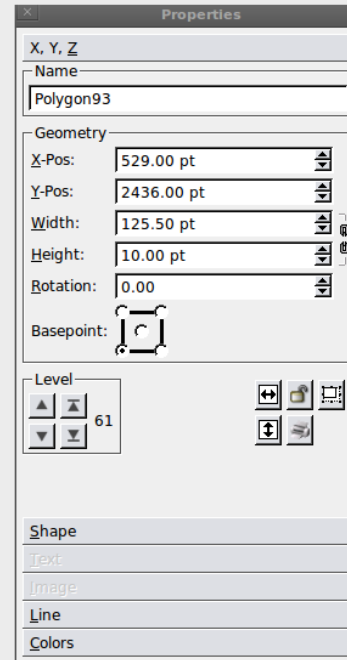 Properties
X, Y, Z
Name
Polygon93
Geometry
X-Pos: 529.00 pt
Y-Pos: 2436.00 pt
Width: 125.50 pt
Height: 10.00 pt
Rotation: 0.00
Basepoint:
Level
61
Shape
Text
Image
Line
Colors